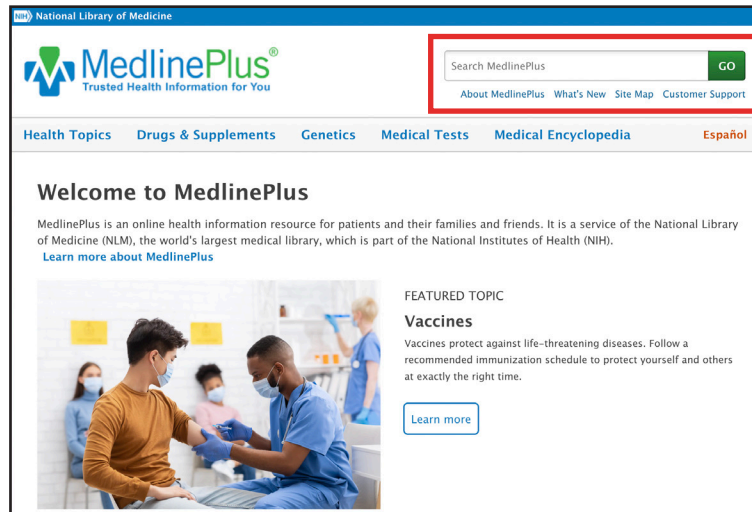 NIH National Library of Medicine
MedlinePlus®
Trusted Health Information for You
Search MedlinePlus GO
About MedlinePlus What's New Site Map Customer Support
Health Topics Drugs & Supplements Genetics Medical Tests Medical Encyclopedia Español
Welcome to MedlinePlus
MedlinePlus is an online health information resource for patients and their families and friends. It is a service of the National Library
of Medicine (NLM), the world's largest medical library, which is part of the National Institutes of Health (NIH).
Learn more about MedlinePlus
FEATURED TOPIC
Vaccines
Vaccines protect against life-threatening diseases. Follow a
recommended immunization schedule to protect yourself and others
at exactly the right time.
Learn more